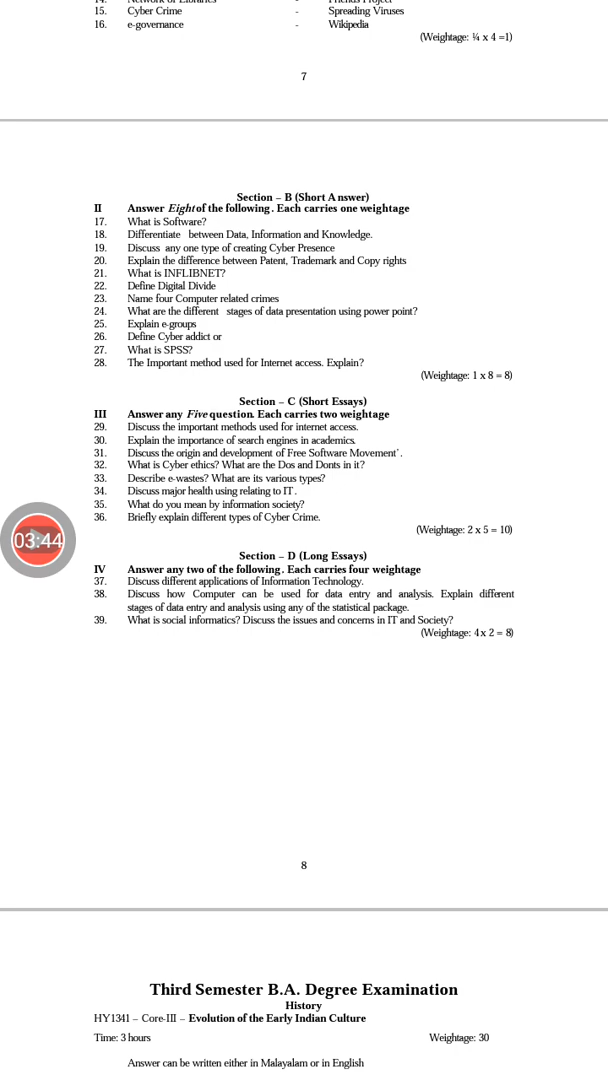 14. Network of Libraries - Friends Project
15. Cyber Crime - Spreading Viruses
16. e-governance - Wikipedia
(Weightage: ¼ x 4 =1)
7
Section – B (Short Answer)
II Answer Eight of the following. Each carries one weightage
17. What is Software?
18. Differentiate between Data, Information and Knowledge.
19. Discuss any one type of creating Cyber Presence
20. Explain the difference between Patent, Trademark and Copy rights
21. What is INFLIBNET?
22. Define Digital Divide
23. Name four Computer related crimes
24. What are the different stages of data presentation using power point?
25. Explain e-groups
26. Define Cyber addict or
27. What is SPSS?
28. The Important method used for Internet access. Explain?
(Weightage: 1 x 8 = 8)
Section – C (Short Essays)
III Answer any Five question. Each carries two weightage
29. Discuss the important methods used for internet access.
30. Explain the importance of search engines in academics.
31. Discuss the origin and development of Free Software Movement'.
32. What is Cyber ethics? What are the Dos and Donts in it?
33. Describe e-wastes? What are its various types?
34. Discuss major health using relating to IT.
35. What do you mean by information society?
36. Briefly explain different types of Cyber Crime.
(Weightage: 2 x 5 = 10)
03:44
Section – D (Long Essays)
IV Answer any two of the following. Each carries four weightage
37. Discuss different applications of Information Technology.
38. Discuss how Computer can be used for data entry and analysis. Explain different
stages of data entry and analysis using any of the statistical package.
39. What is social informatics? Discuss the issues and concerns in IT and Society?
(Weightage: 4 x 2 = 8)
8
Third Semester B.A. Degree Examination
History
HY1341 – Core-III – Evolution of the Early Indian Culture
Time: 3 hours Weightage: 30
Answer can be written either in Malayalam or in English